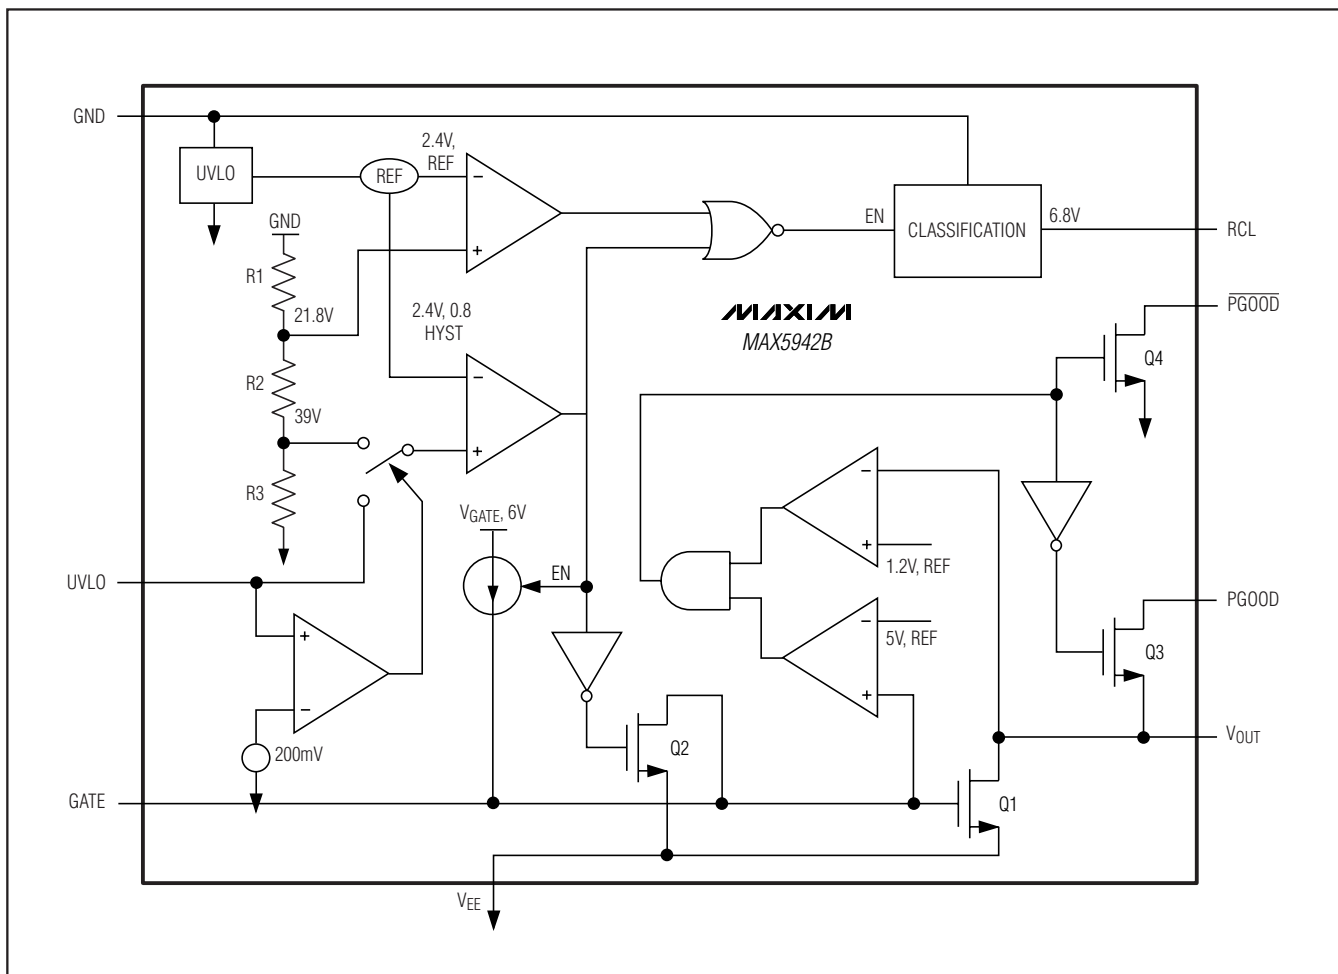 GND
UVLO
REF
2.4V,
REF
GND
R1
21.8V
R2
39V
R3
2.4V, 0.8
HYST
EN
CLASSIFICATION
6.8V
RCL
MAXIM
MAX5942B
PGOOD
Q4
VGATE, 6V
EN
1.2V, REF
5V, REF
PGOOD
Q3
UVLO
200mV
Q2
VOUT
GATE
Q1
VEE